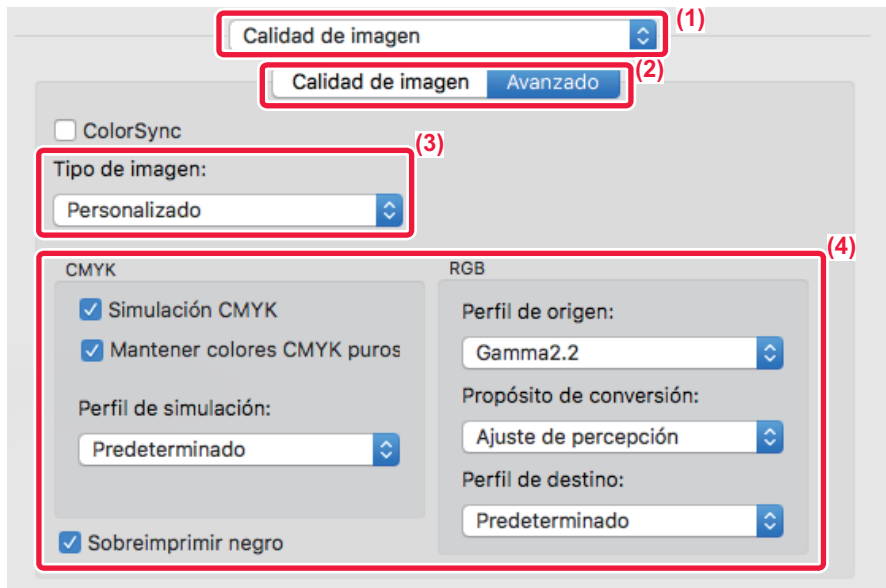 Calidad de imagen
(1)
Calidad de imagen Avanzado
(2)
ColorSync
(3)
Tipo de imagen:
Personalizado
(4)
CMYK
Simulación CMYK
Mantener colores CMYK puros
Perfil de simulación:
Predeterminado
Sobreimprimir negro
RGB
Perfil de origen:
Gamma2.2
Propósito de conversión:
Ajuste de percepción
Perfil de destino:
Predeterminado